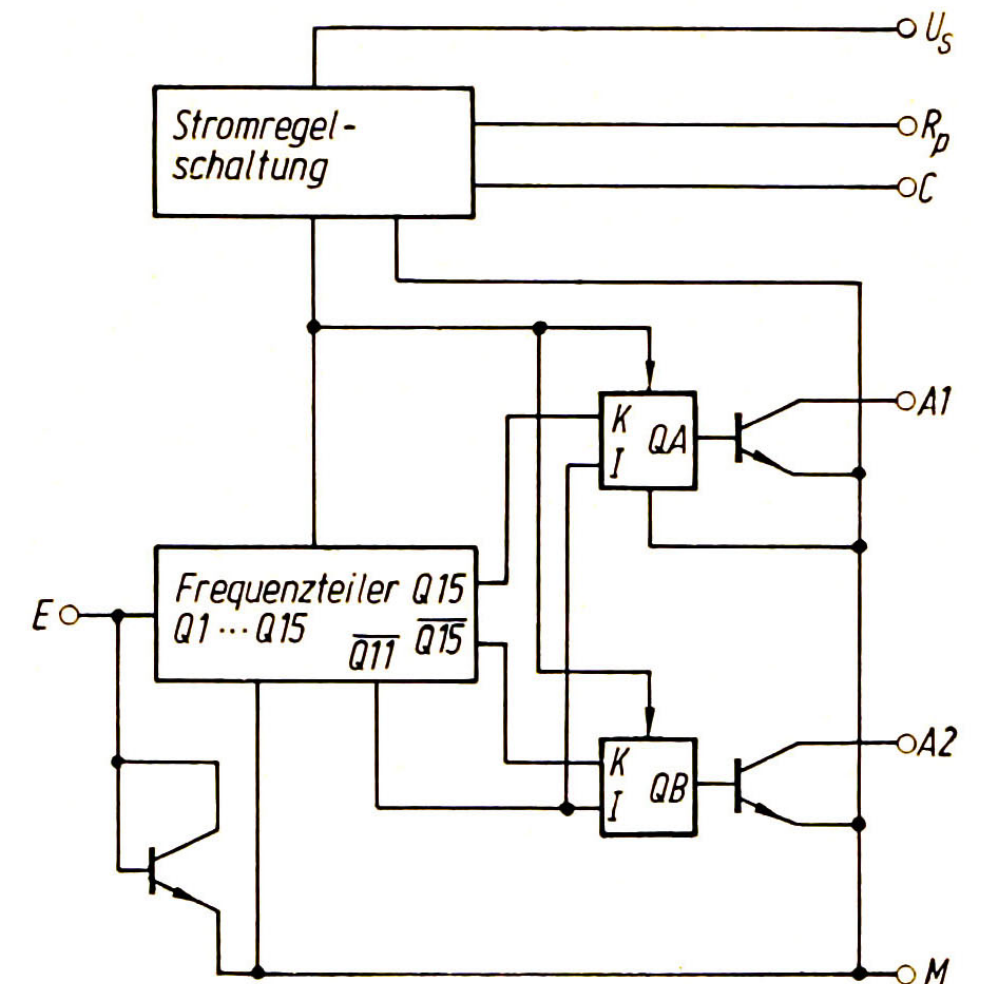 U_S
Stromregel-
schaltung
R_p
C
A1
K
QA
I
E
Frequenzteiler Q15
Q1 ... Q15
Q̅1̅1̅ Q̅1̅5̅
A2
K
QB
I
M